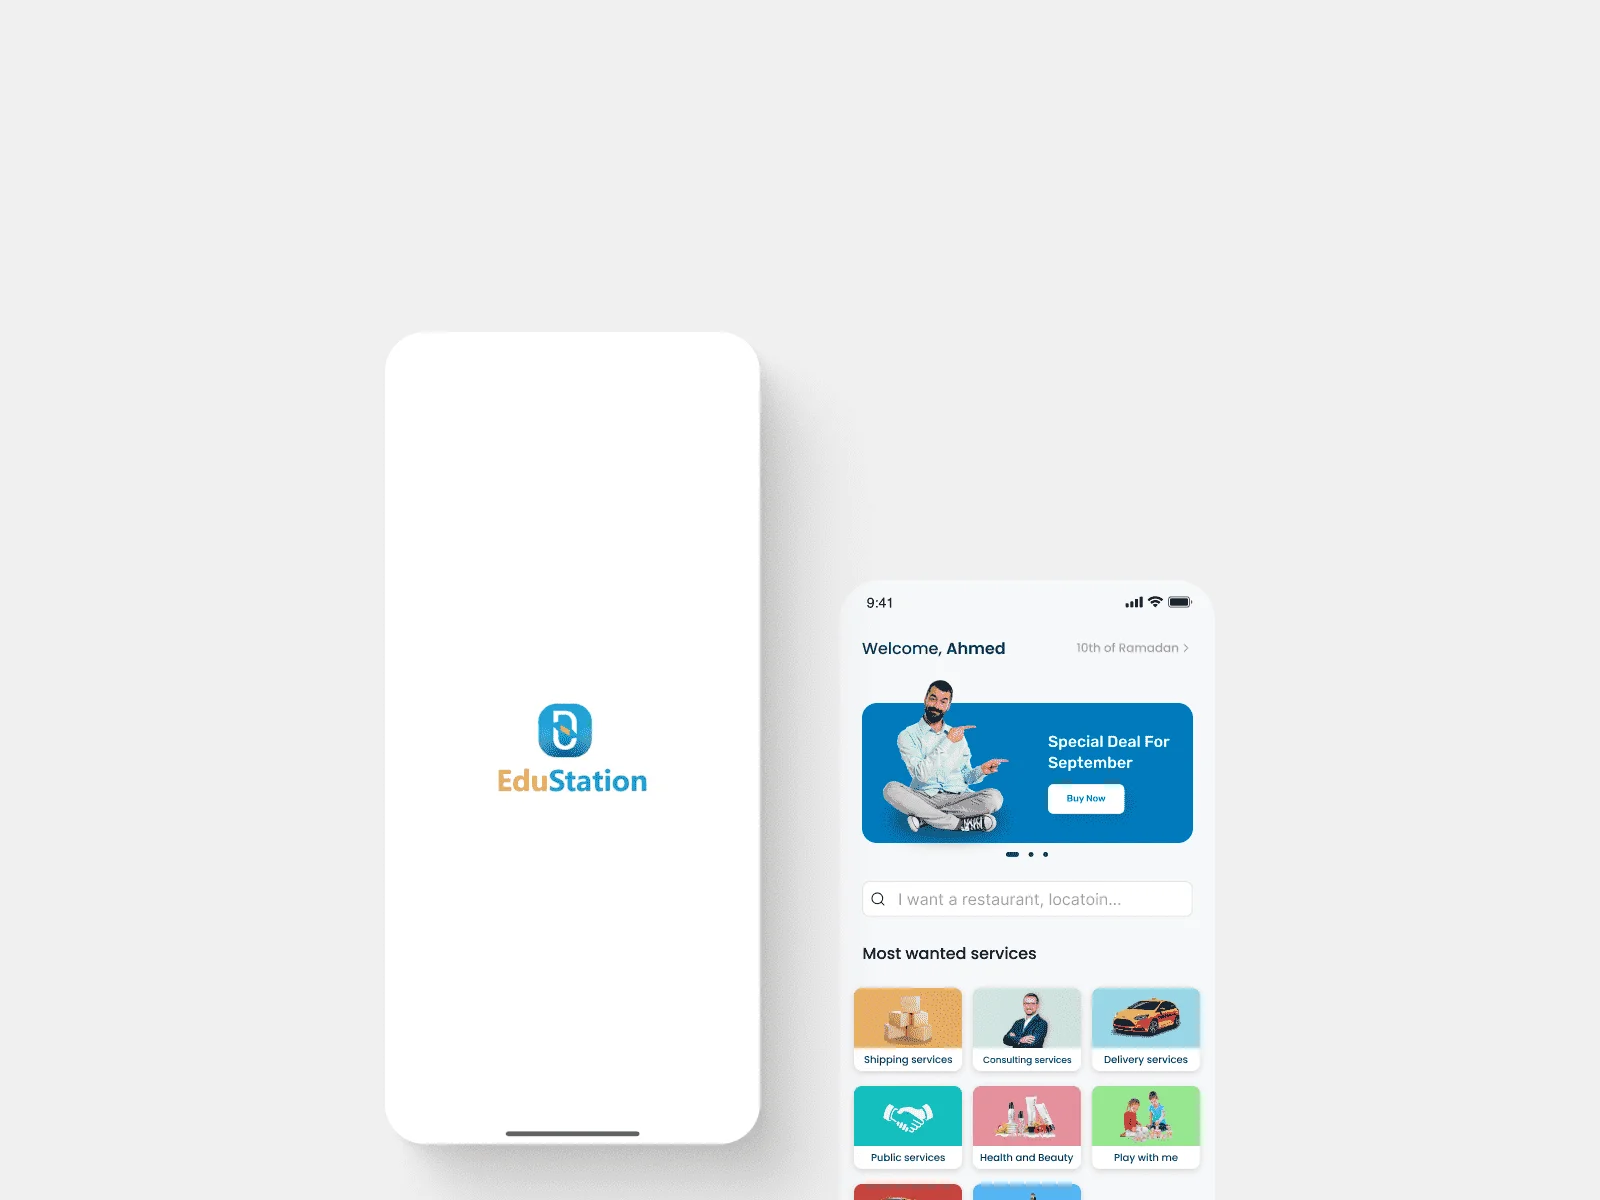 EduStation
9:41
Welcome, Ahmed
10th of Ramadan >
Special Deal For
September
Buy Now
I want a restaurant, locatoin...
Most wanted services
Shipping services
Consulting services
Delivery services
Public services
Health and Beauty
Play with me